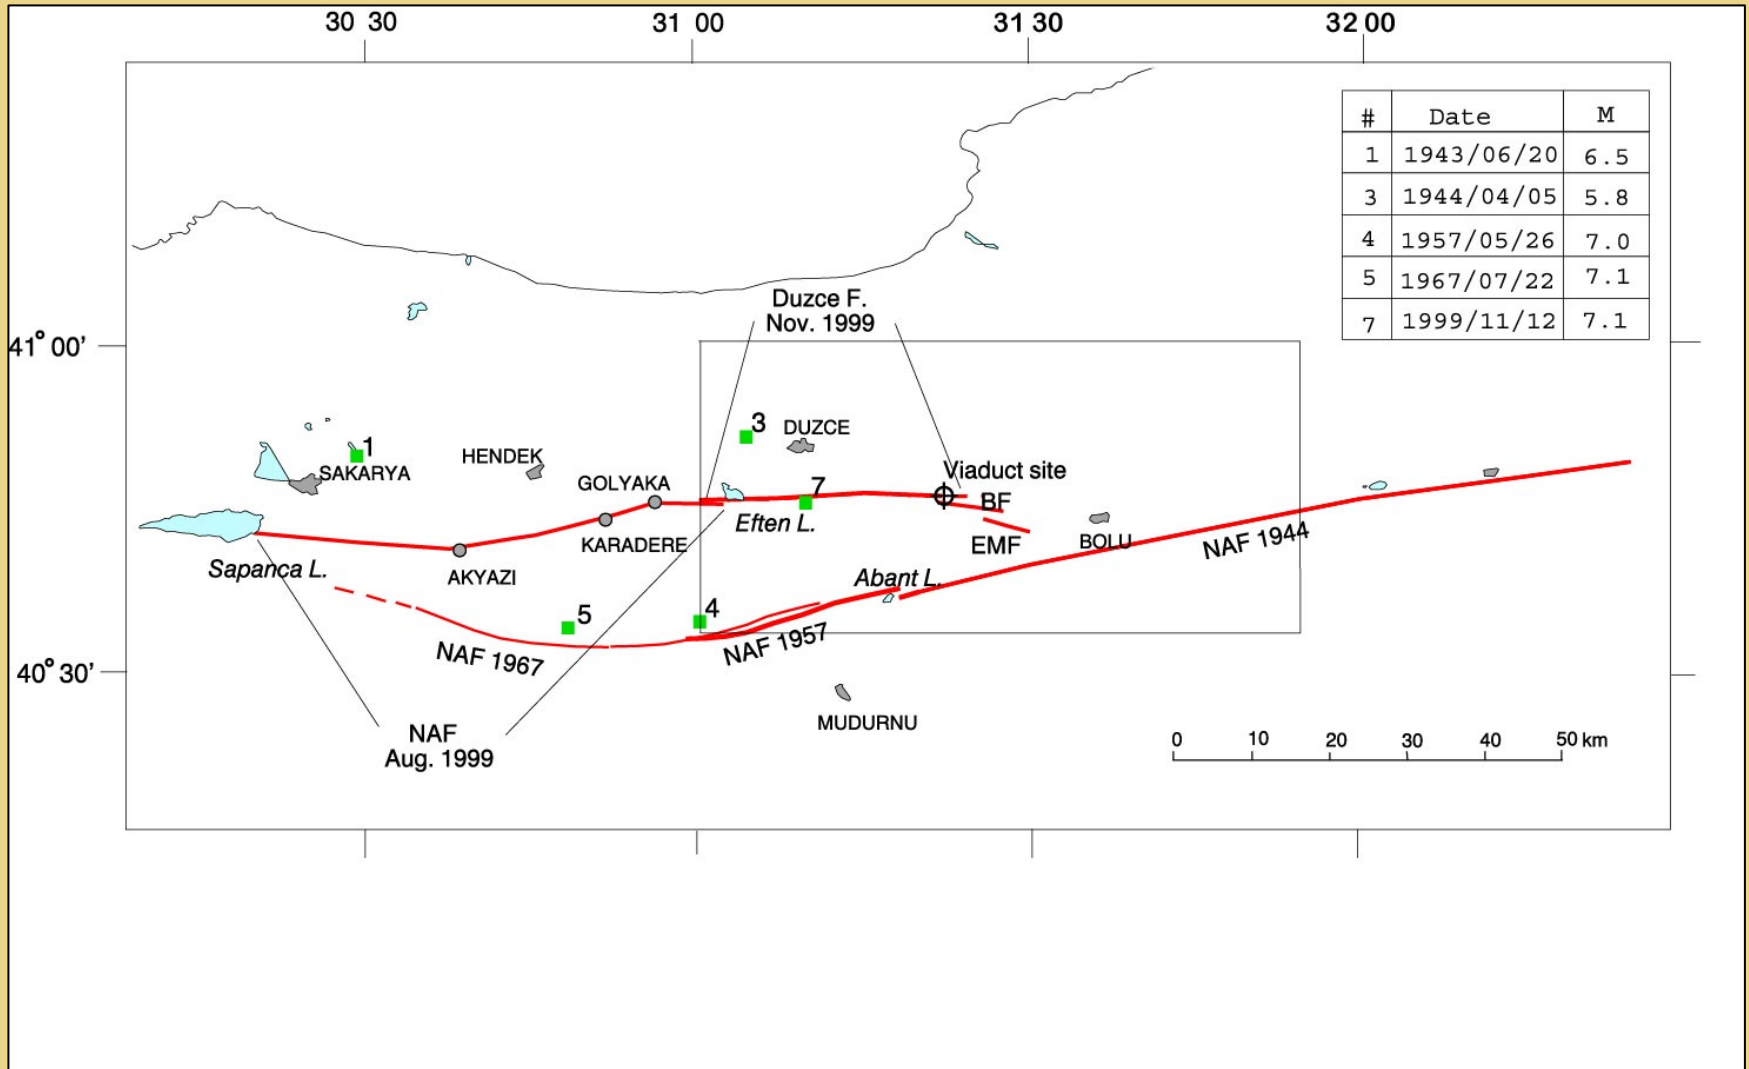 30 30
31 00
31 30
32 00
# Date M
1 1943/06/20 6.5
3 1944/04/05 5.8
4 1957/05/26 7.0
5 1967/07/22 7.1
7 1999/11/12 7.1
Duzce F.
Nov. 1999
41° 00'
3
DUZCE
1
SAKARYA
HENDEK
GOLYAKA
Viaduct site
7
BF
Eften L.
KARADERE
EMF
BOLU
NAF 1944
Sapanca L.
AKYAZI
Abant L.
5
4
NAF 1967
NAF 1957
40° 30'
MUDURNU
NAF
Aug. 1999
0 10 20 30 40 50 km